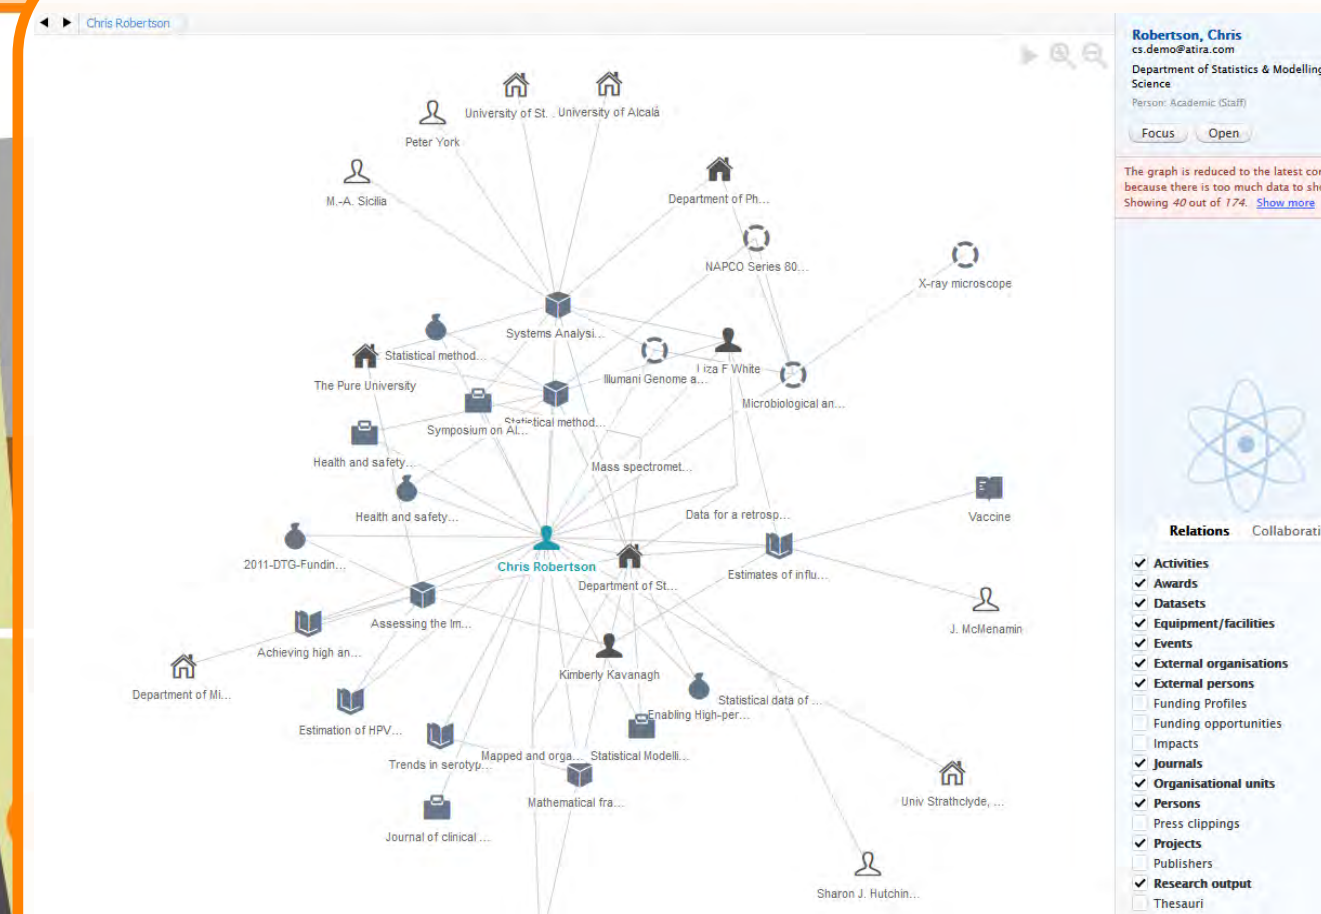 Chris Robertson
University of St. .
University of Alcalá
Peter York
M.-A. Sicilia
Department of Ph...
NAPCO Series 80...
X-ray microscope
Systems Analysi...
Statistical method...
The Pure University
Illumani Genome a...
Liza F White
Microbiological an...
Symposium on Al...
Statistical method...
Health and safety...
Mass spectromet...
Health and safety...
Data for a retrosp...
Vaccine
2011-DTG-Fundin...
Chris Robertson
Department of St...
Estimates of influ...
Assessing the Im...
J. McMenamin
Achieving high an...
Department of Mi...
Kimberly Kavanagh
Statistical data of ...
Enabling High-per...
Estimation of HPV...
Trends in serotyp...
Mapped and orga...
Statistical Modelli...
Mathematical fra...
Univ Strathclyde, ...
Journal of clinical ...
Sharon J. Hutchin...
Robertson, Chris
cs.demo@atira.com
Department of Statistics & Modelling
Science
Person: Academic (Staff)
Focus
Open
The graph is reduced to the latest con
because there is too much data to sho
Showing 40 out of 174. Show more
Relations Collaborati
Activities
Awards
Datasets
Equipment/facilities
Events
External organisations
External persons
Funding Profiles
Funding opportunities
Impacts
Journals
Organisational units
Persons
Press clippings
Projects
Publishers
Research output
Thesauri